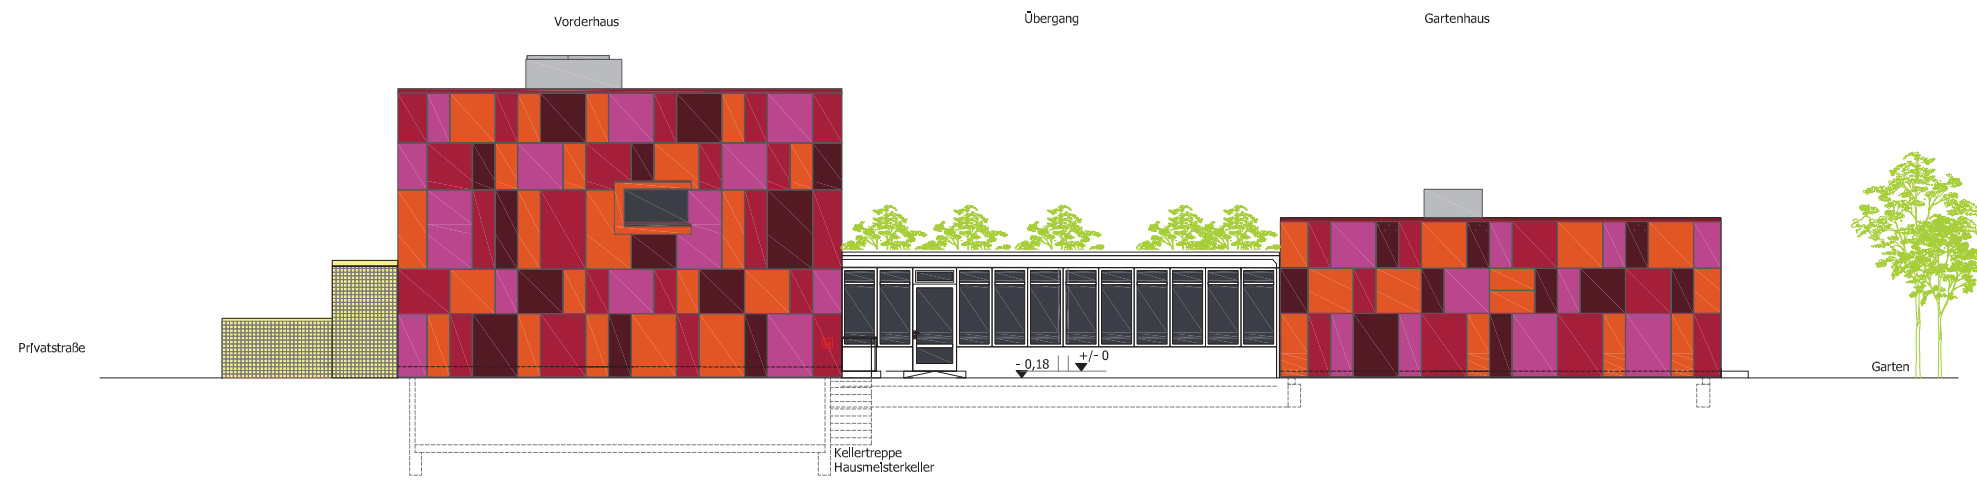 Vorderhaus
Übergang
Gartenhaus
Privatstraße
- 0,18
+/- 0
Garten
Kellertreppe
Hausmeisterkeller